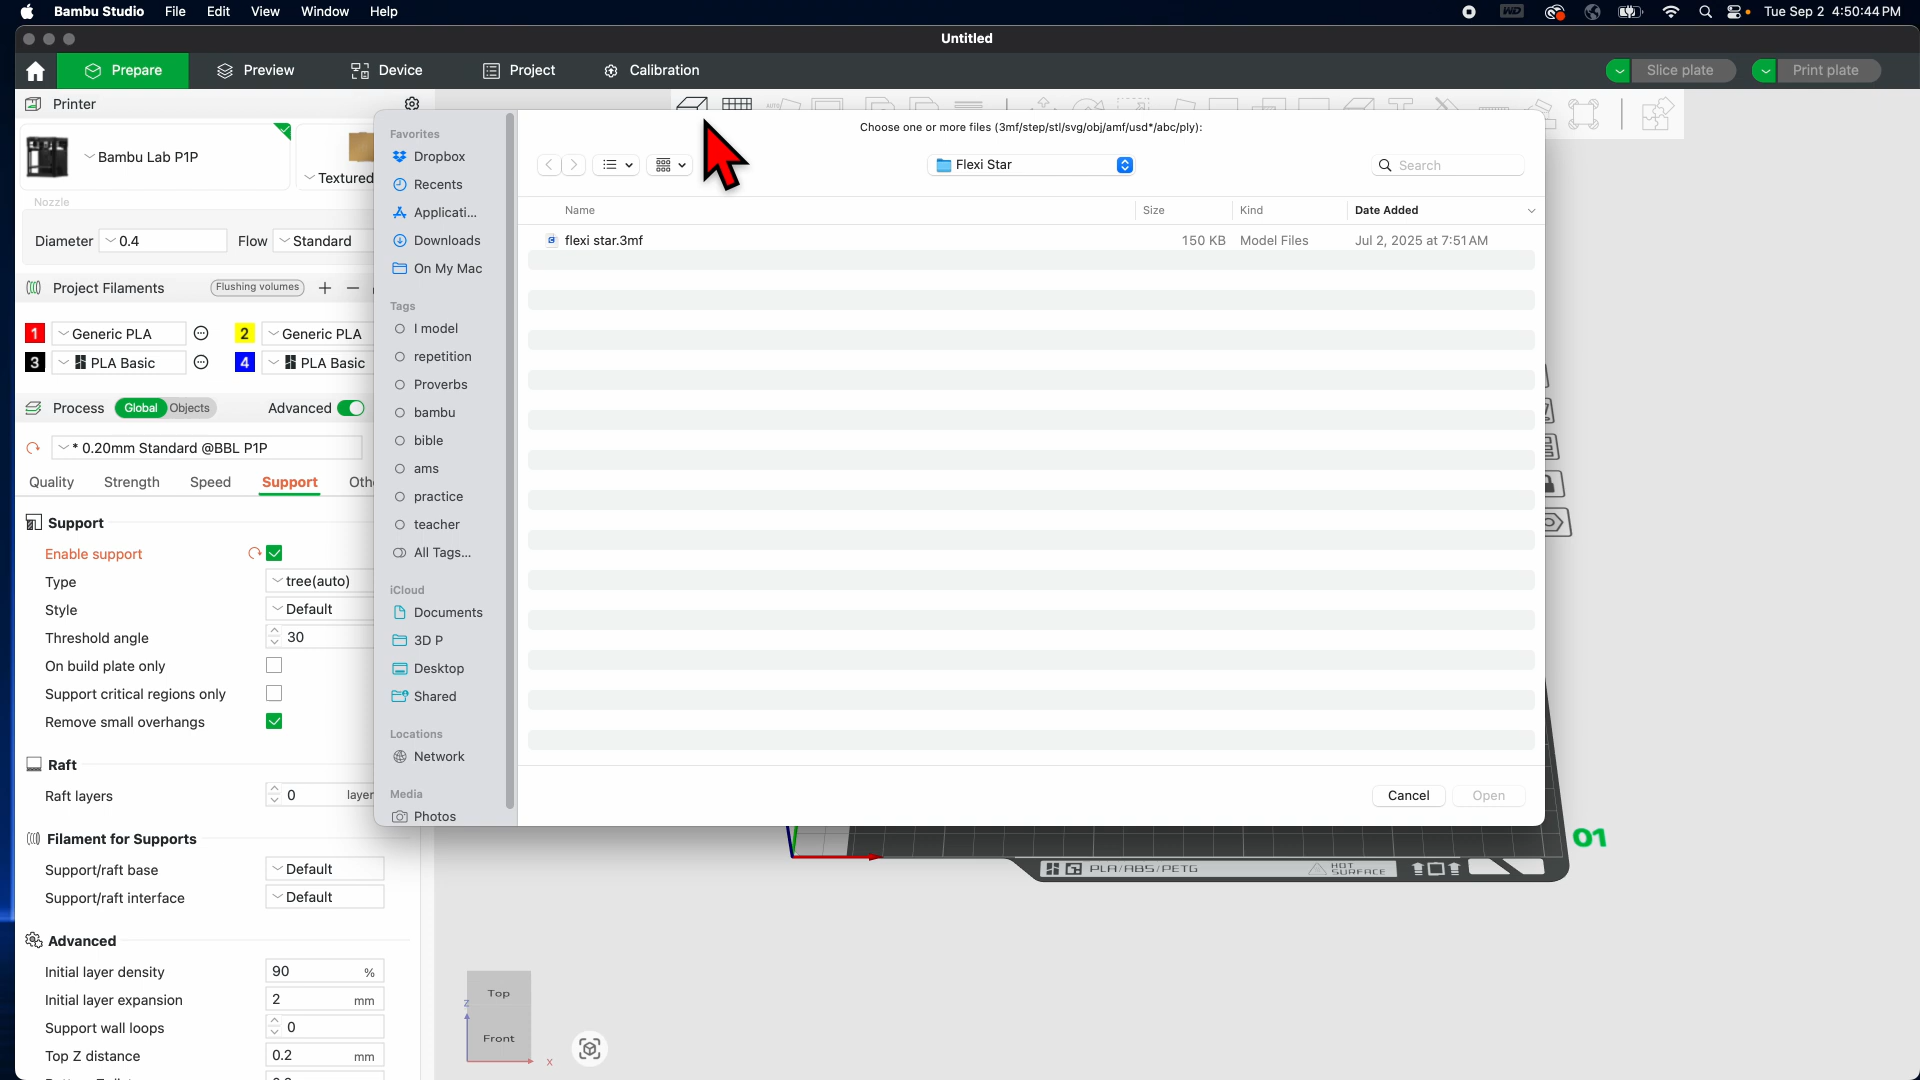 Bambu Studio File Edit View Window Help
Tue Sep 2 4:50:44 PM
Untitled
Prepare Preview Device Project Calibration
Slice plate Print plate
Printer
Bambu Lab P1P
Textured
Nozzle
Diameter 0.4 Flow Standard
Project Filaments Flushing volumes
1 Generic PLA 2 Generic PLA
3 PLA Basic 4 PLA Basic
Process Global Objects Advanced
* 0.20mm Standard @BBL P1P
Quality Strength Speed Support Oth
Support
Enable support
Type tree(auto)
Style Default
Threshold angle 30
On build plate only
Support critical regions only
Remove small overhangs
Raft
Raft layers 0 layer
Filament for Supports
Support/raft base Default
Support/raft interface Default
Advanced
Initial layer density 90 %
Initial layer expansion 2 mm
Support wall loops 0
Top Z distance 0.2 mm
Favorites
Dropbox
Recents
Applicati...
Downloads
On My Mac
Tags
I model
repetition
Proverbs
bambu
bible
ams
practice
teacher
All Tags...
iCloud
Documents
3D P
Desktop
Shared
Locations
Network
Media
Photos
Choose one or more files (3mf/step/stl/svg/obj/amf/usd*/abc/ply):
Flexi Star
Search
Name Size Kind Date Added
flexi star.3mf 150 KB Model Files Jul 2, 2025 at 7:51 AM
Cancel Open
01
PLA/ABS/PETG
HOT
SURFACE
Top
Front
z
x